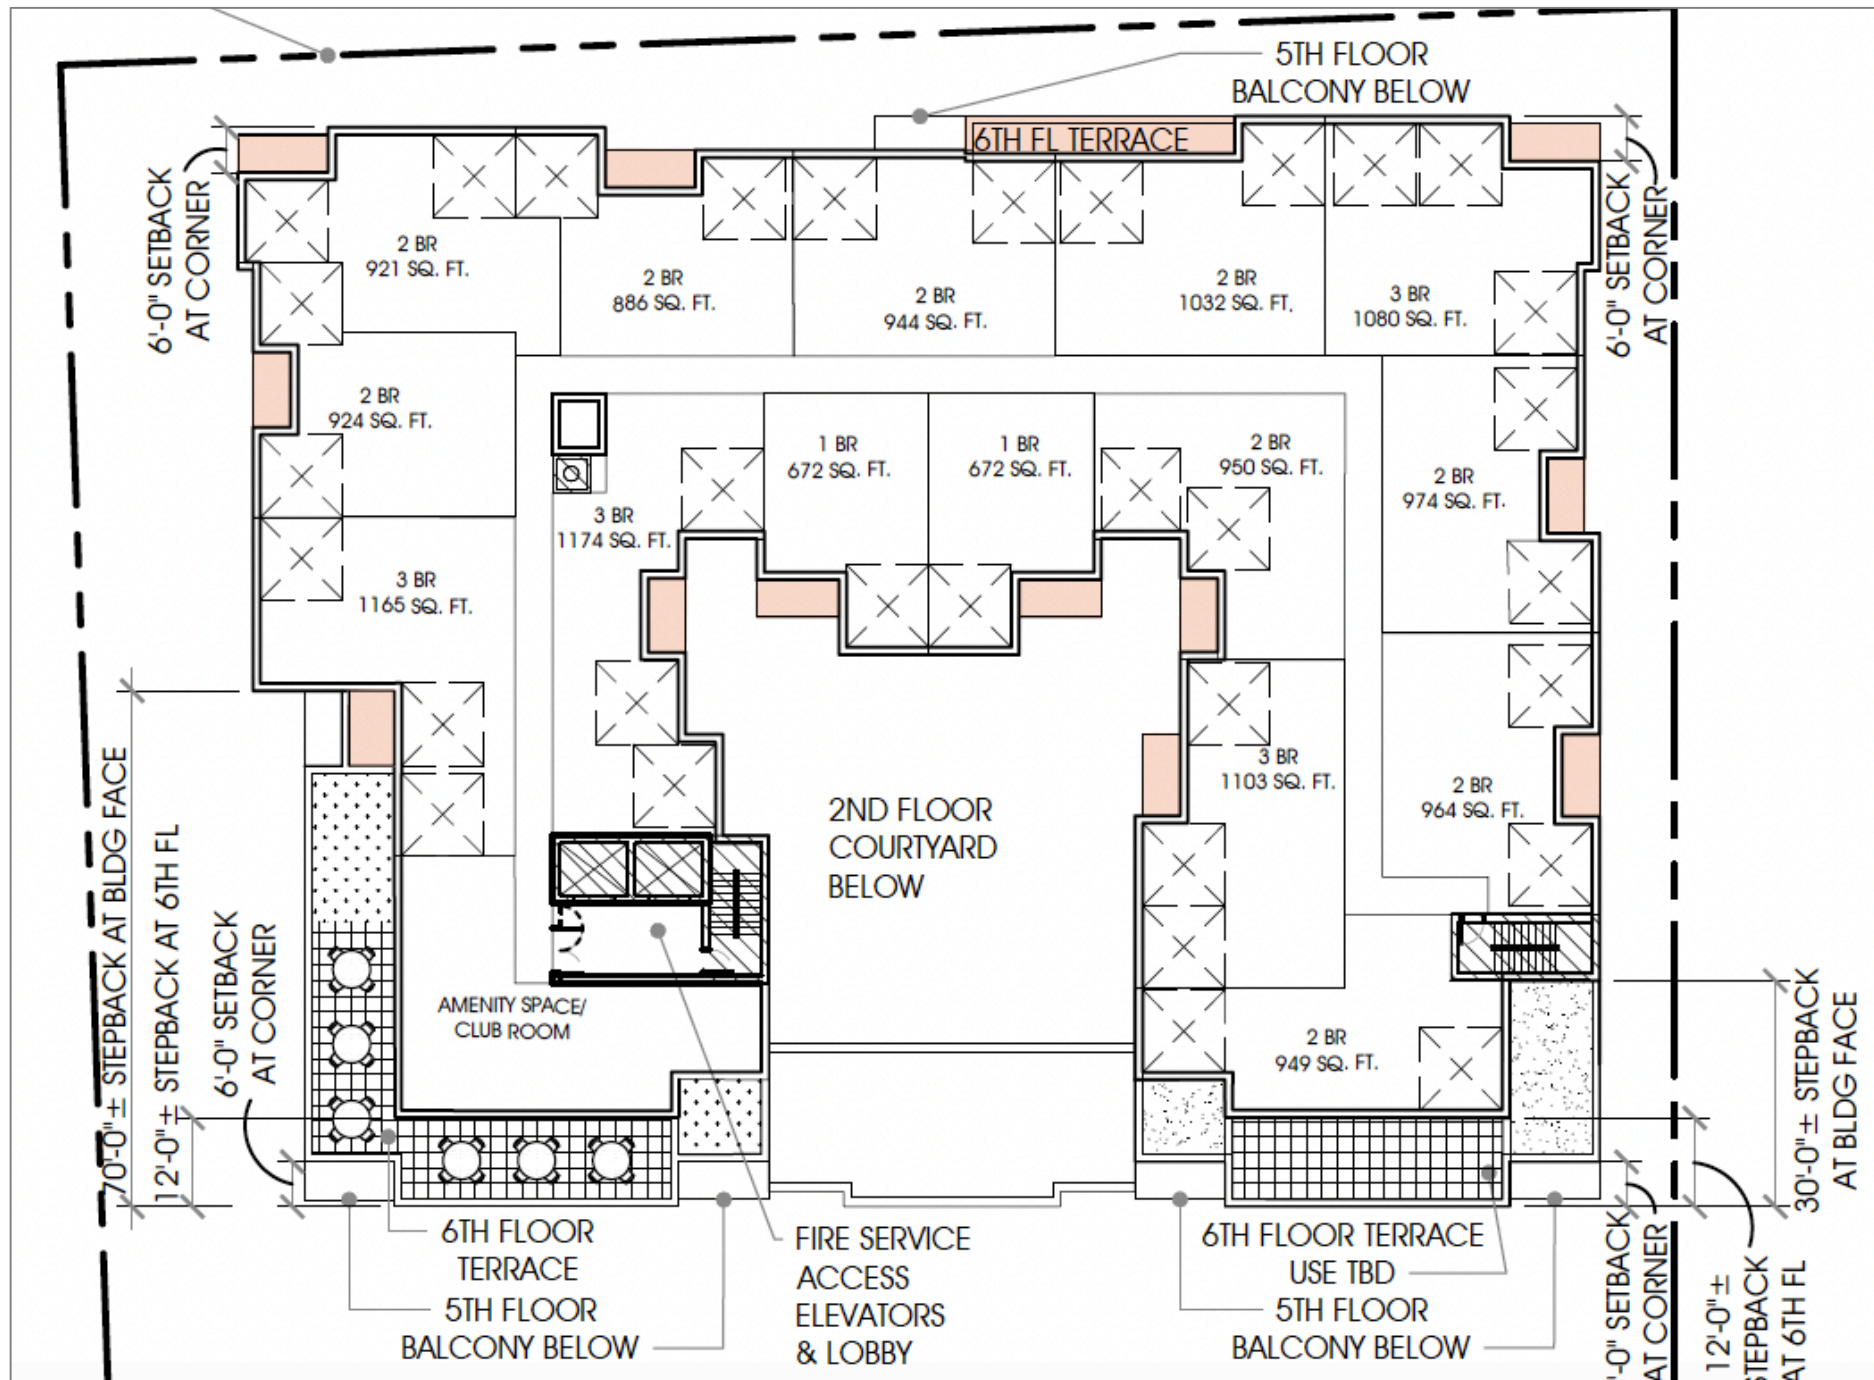 5TH FLOOR
BALCONY BELOW
6TH FL TERRACE
6'-0" SETBACK
AT CORNER
6'-0" SETBACK
AT CORNER
2 BR
921 SQ. FT.
2 BR
886 SQ. FT.
2 BR
944 SQ. FT.
2 BR
1032 SQ. FT.
3 BR
1080 SQ. FT.
2 BR
924 SQ. FT.
1 BR
672 SQ. FT.
1 BR
672 SQ. FT.
2 BR
950 SQ. FT.
2 BR
974 SQ. FT.
3 BR
1174 SQ. FT.
3 BR
1165 SQ. FT.
3 BR
1103 SQ. FT.
2 BR
964 SQ. FT.
2ND FLOOR
COURTYARD
BELOW
70'-0"± STEPBACK AT BLDG FACE
12'-0"± STEPBACK AT 6TH FL
6'-0" SETBACK
AT CORNER
AMENITY SPACE/
CLUB ROOM
2 BR
949 SQ. FT.
30'-0"± STEPBACK
AT BLDG FACE
6TH FLOOR
TERRACE
5TH FLOOR
BALCONY BELOW
FIRE SERVICE
ACCESS
ELEVATORS
& LOBBY
6TH FLOOR TERRACE
USE TBD
5TH FLOOR
BALCONY BELOW
'-0" SETBACK
AT CORNER
12'-0"±
STEPBACK
AT 6TH FL